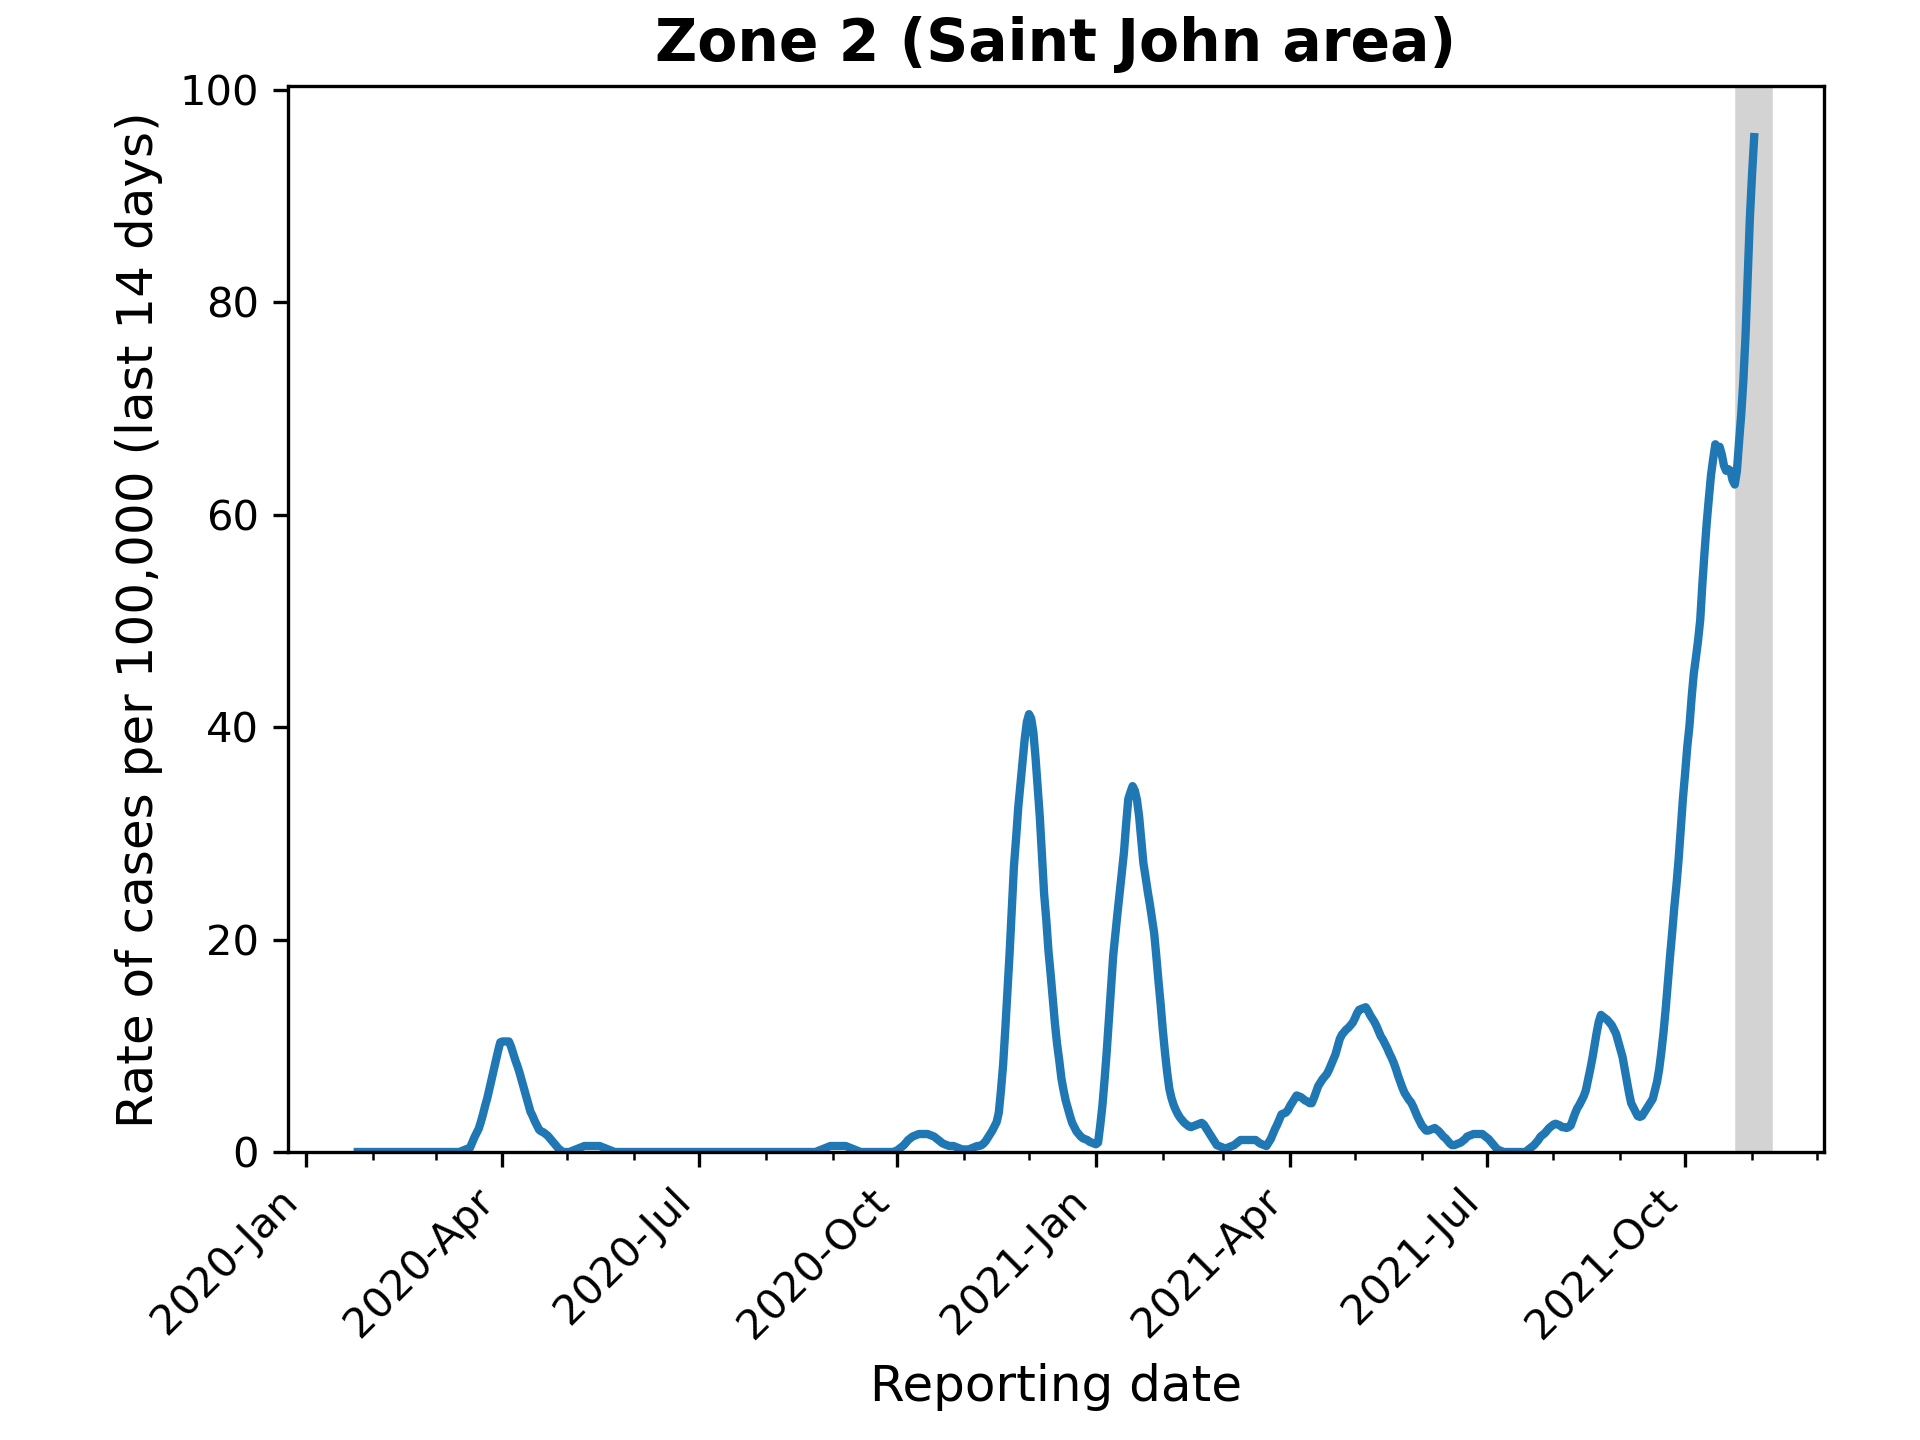 Zone 2 (Saint John area)
Rate of cases per 100,000 (last 14 days)
100
80
60
40
20
0
2020-Jan
2020-Apr
2020-Jul
2020-Oct
2021-Jan
2021-Apr
2021-Jul
2021-Oct
Reporting date